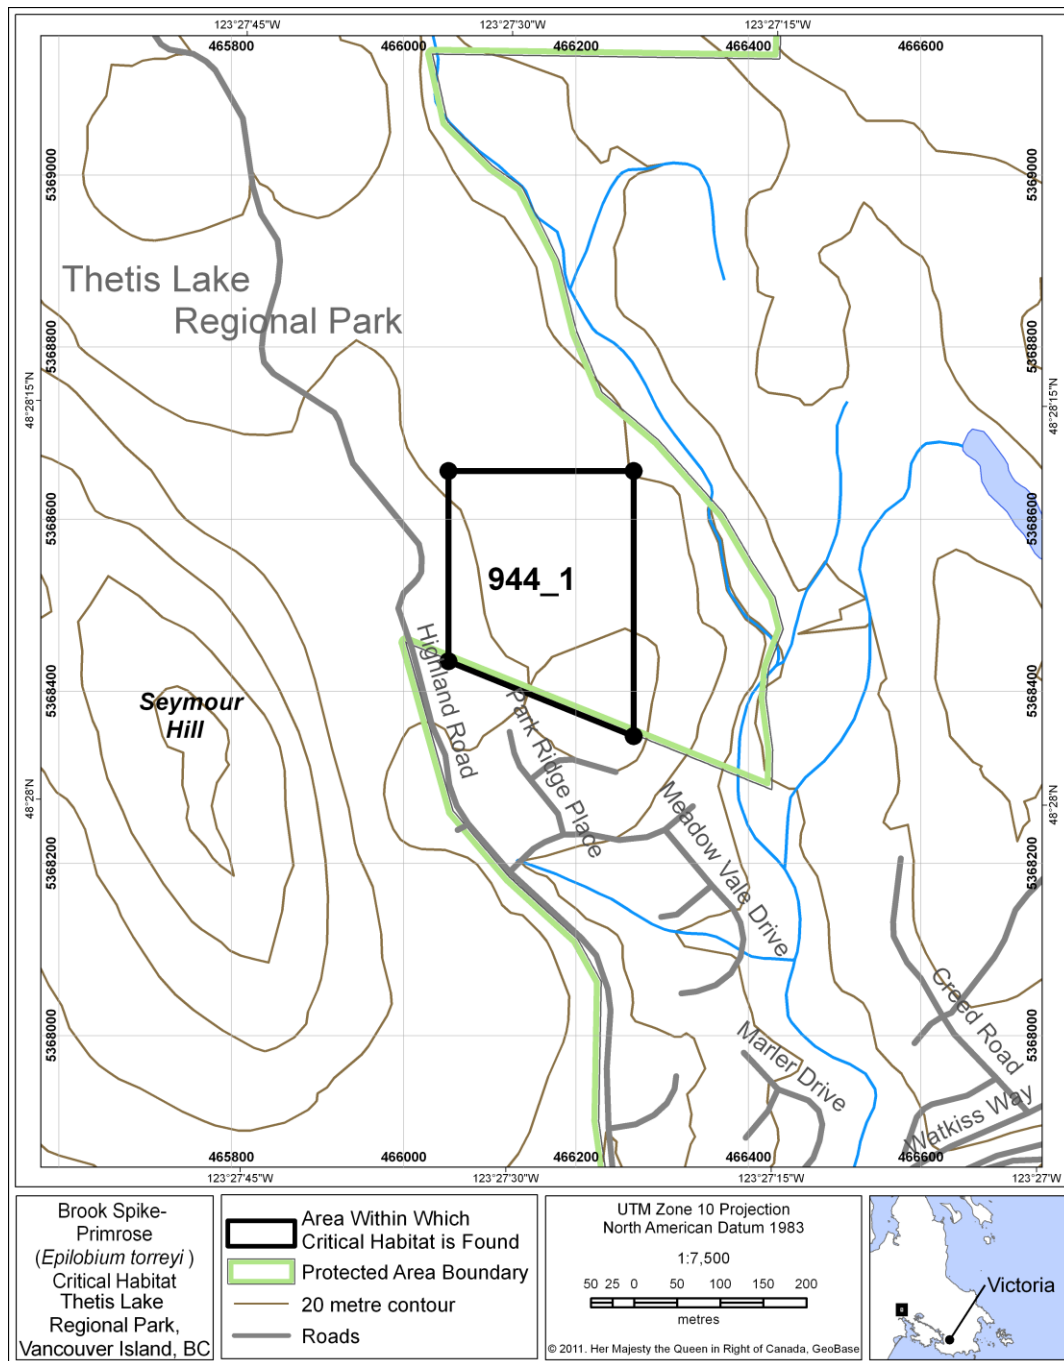 123°27'45"W
123°27'30"W
123°27'15"W
465800
466000
466200
466400
466600
5369000
5369000
Thetis Lake
Regional Park
5368800
5368800
48°28'15"N
48°28'15"N
5368600
5368600
944_1
Highland Road
5368400
5368400
Seymour
Hill
Park Ridge Place
48°28'N
48°28'N
Meadow Vale Drive
5368200
5368200
Creed Road
5368000
5368000
Marler Drive
Watkiss Way
465800
466000
466200
466400
466600
123°27'45"W
123°27'30"W
123°27'15"W
123°27'W
Brook Spike-
Primrose
(Epilobium torreyi )
Critical Habitat
Thetis Lake
Regional Park,
Vancouver Island, BC
Area Within Which
Critical Habitat is Found
Protected Area Boundary
20 metre contour
Roads
UTM Zone 10 Projection
North American Datum 1983
1:7,500
50 25 0 50 100 150 200
metres
© 2011. Her Majesty the Queen in Right of Canada, GeoBase
Victoria